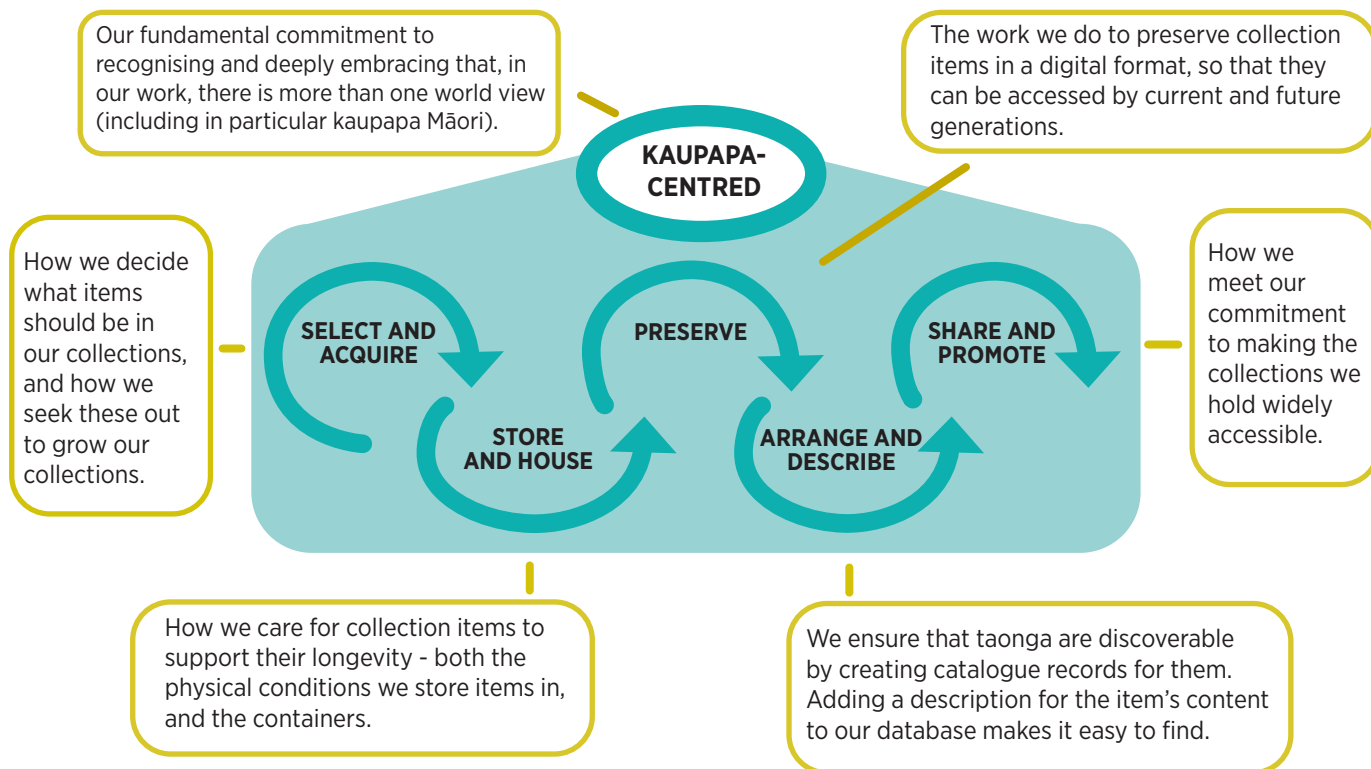 Our fundamental commitment to
recognising and deeply embracing that, in
our work, there is more than one world view
(including in particular kaupapa Māori).
The work we do to preserve collection
items in a digital format, so that they
can be accessed by current and future
generations.
KAUPAPA-
CENTRED
How we decide
what items
should be in
our collections,
and how we
seek these out
to grow our
collections.
SELECT AND
ACQUIRE
STORE
AND HOUSE
PRESERVE
ARRANGE AND
DESCRIBE
SHARE AND
PROMOTE
How we
meet our
commitment
to making the
collections we
hold widely
accessible.
How we care for collection items to
support their longevity - both the
physical conditions we store items in,
and the containers.
We ensure that taonga are discoverable
by creating catalogue records for them.
Adding a description for the item’s content
to our database makes it easy to find.